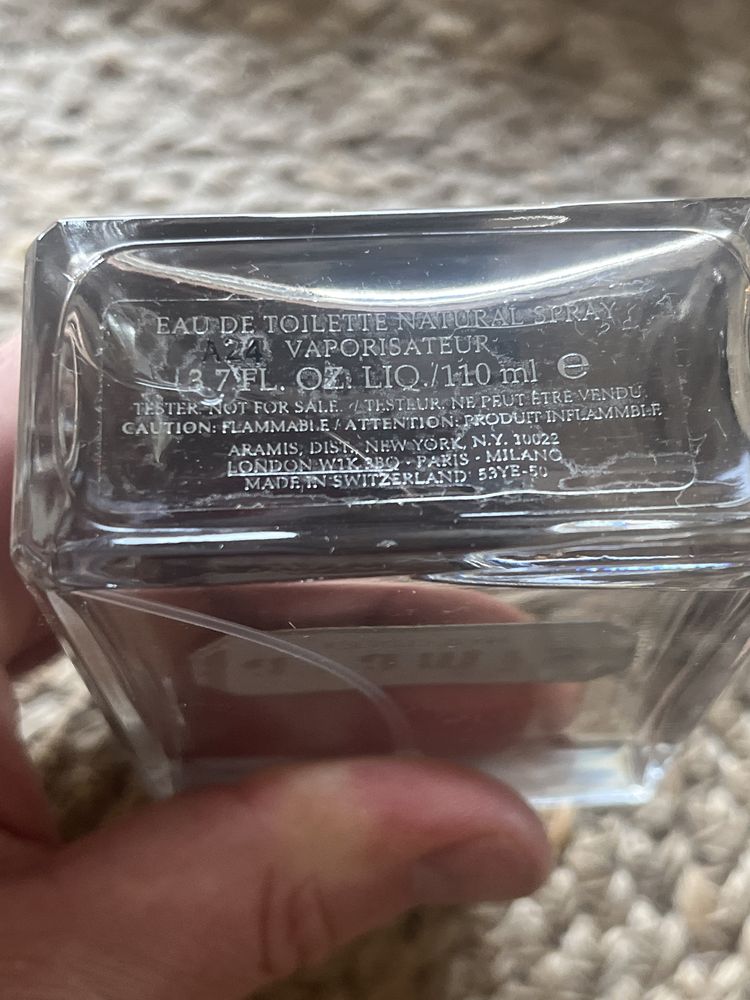 EAU DE TOILETTE NATURAL SPRAY
A24 VAPORISATEUR
3.7 FL. OZ. LIQ./110 ml ℮
TESTER. NOT FOR SALE. / TESTEUR. NE PEUT ÊTRE VENDU
CAUTION: FLAMMABLE / ATTENTION: PRODUIT INFLAMMBLE
ARAMIS, DIST. NEW YORK, N.Y. 10022
LONDON W1K 3BQ · PARIS · MILANO
MADE IN SWITZERLAND 53YE-50